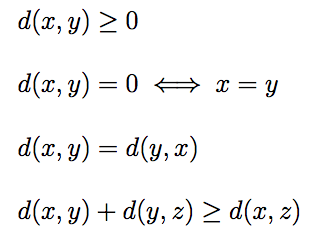 d(x, y) ≥ 0
d(x, y) = 0 ⟺ x = y
d(x, y) = d(y, x)
d(x, y) + d(y, z) ≥ d(x, z)